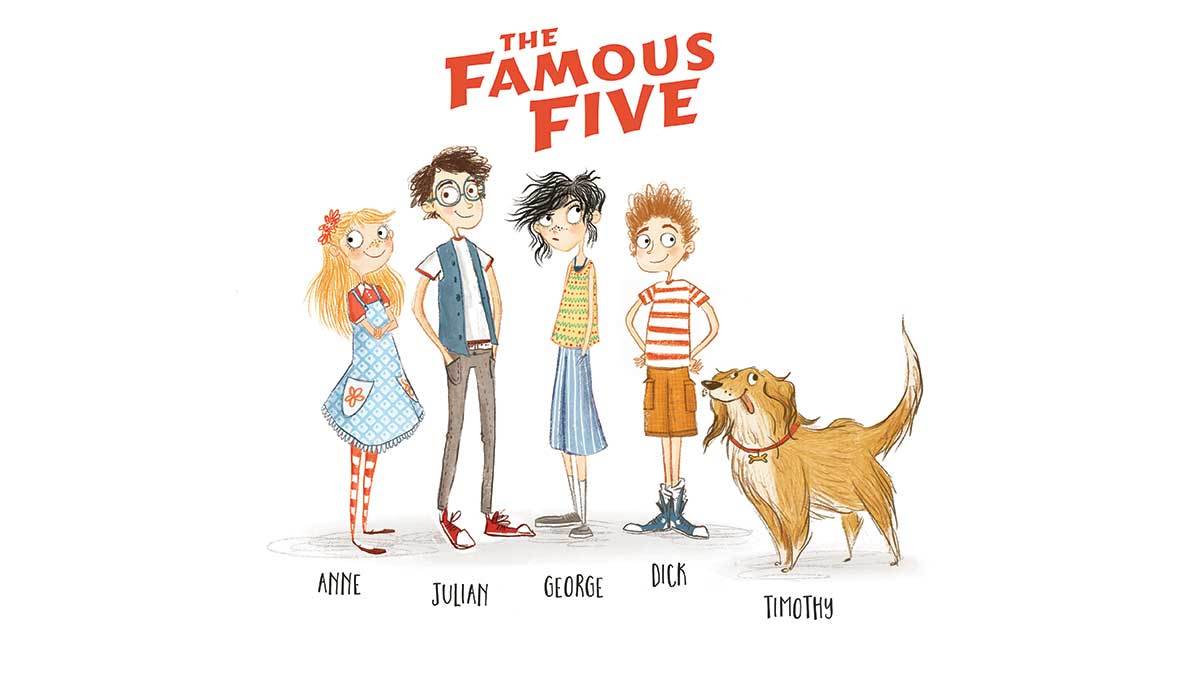 THE
FAMOUS
FIVE
ANNE
JULIAN
GEORGE
DICK
TIMOTHY